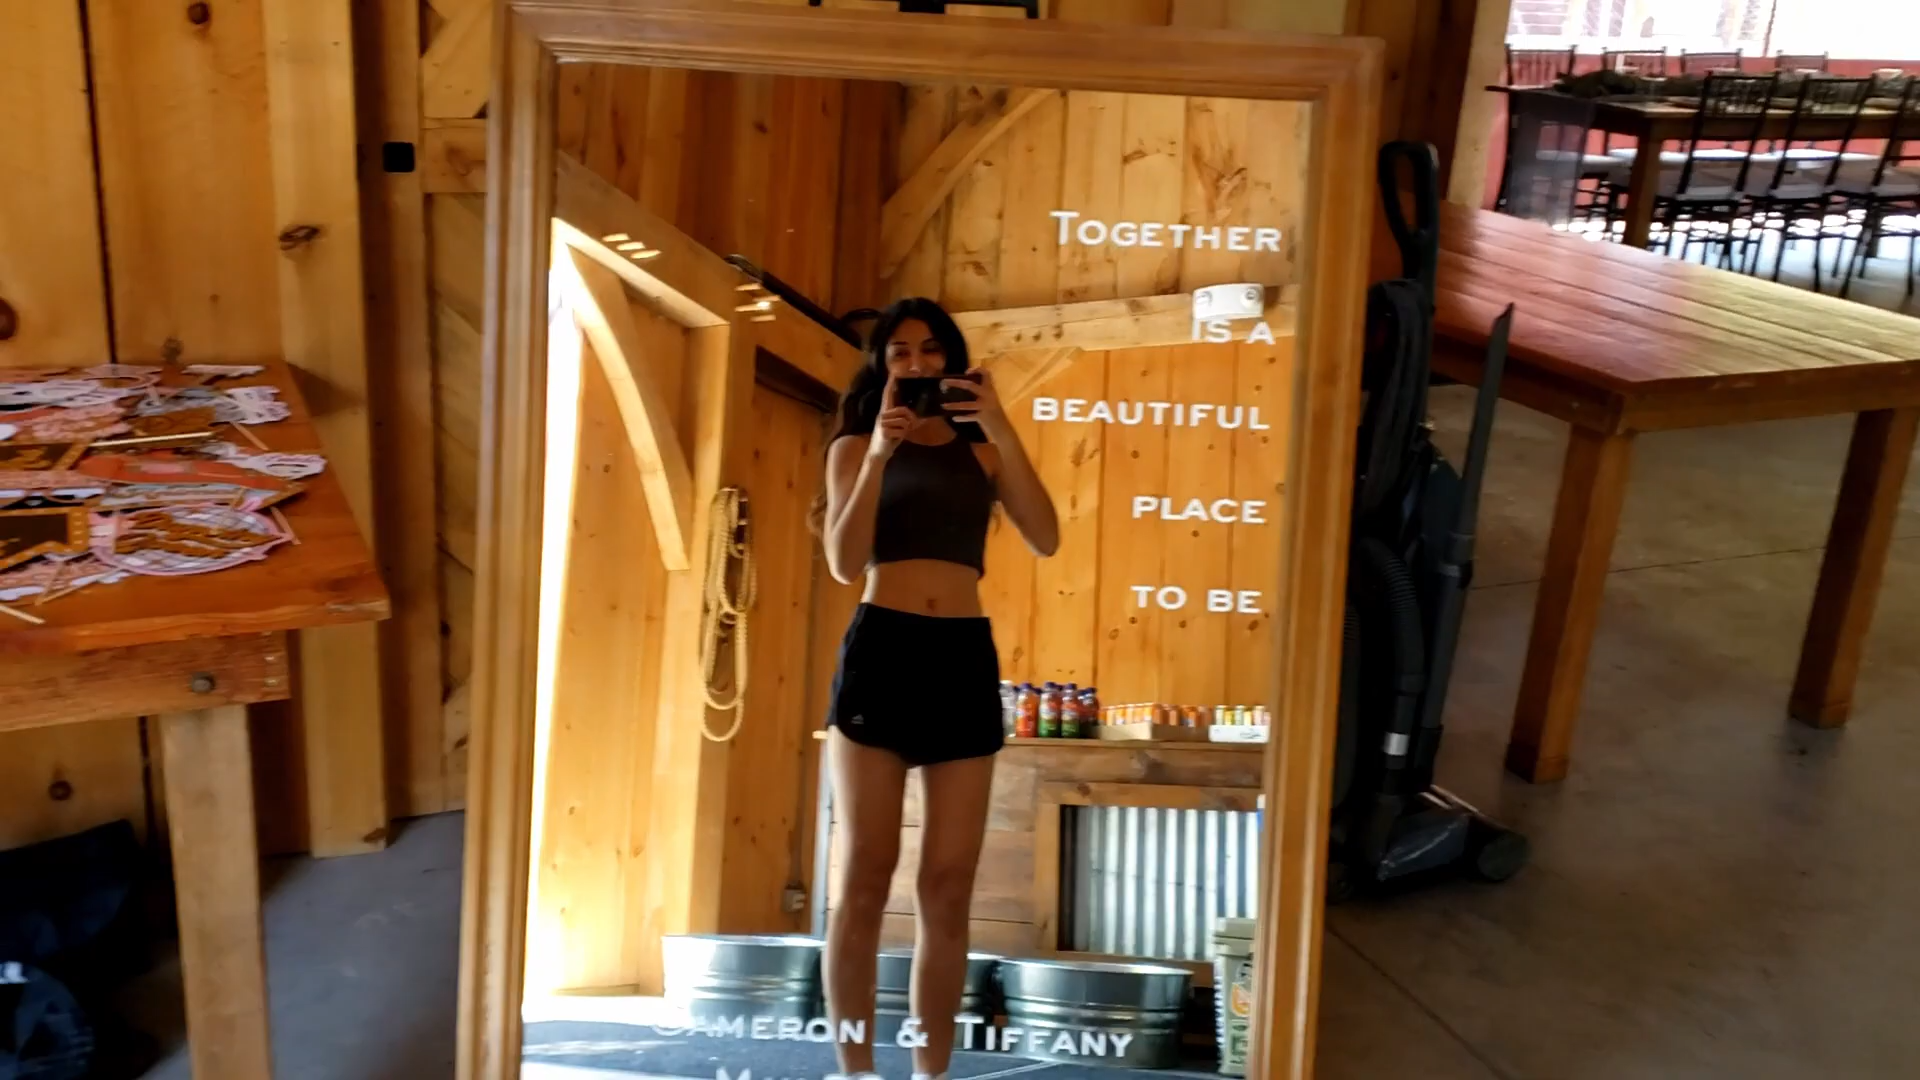 TOGETHER
IS A
BEAUTIFUL
PLACE
TO BE
CAMERON & TIFFANY